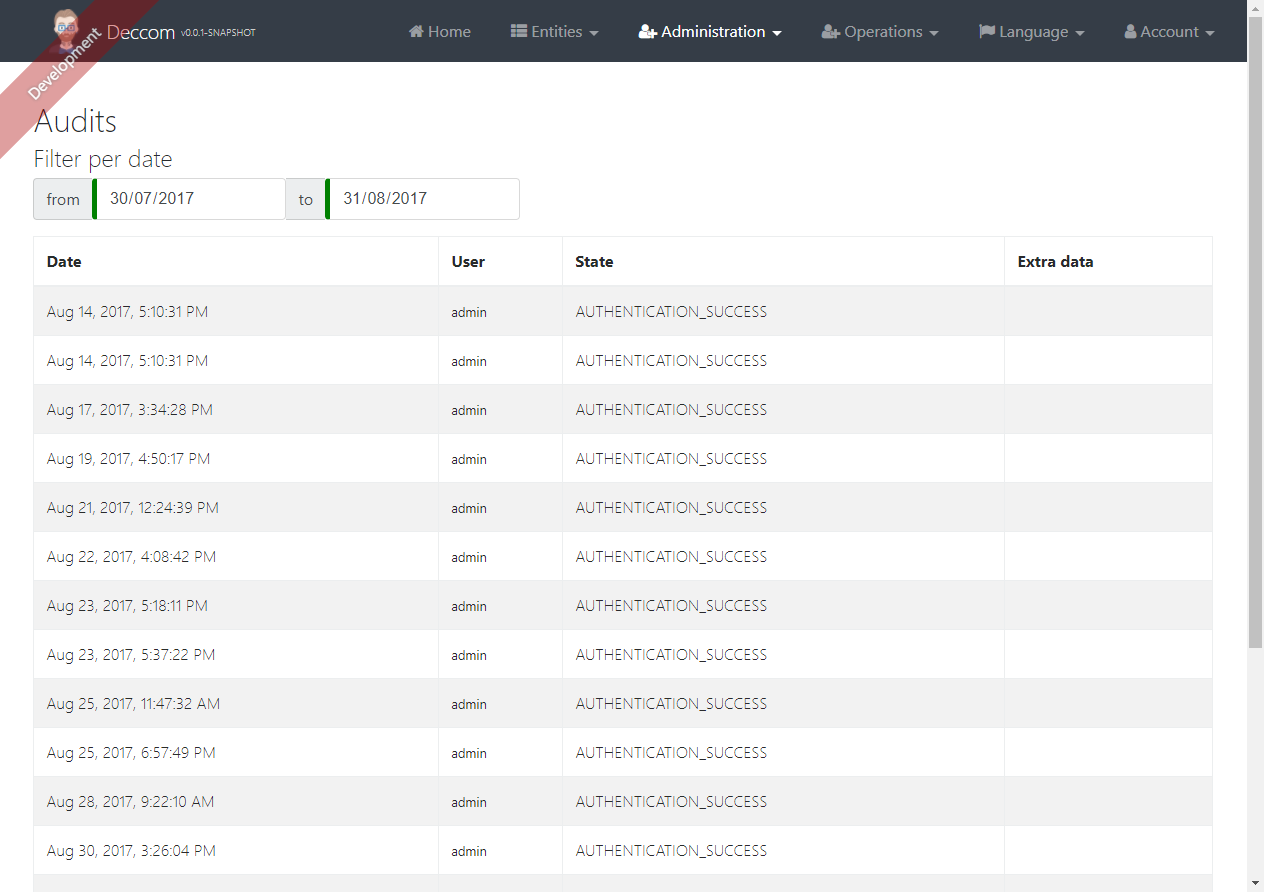 Development
Deccom v0.0.1-SNAPSHOT Home Entities Administration Operations Language Account
Audits
Filter per date
from 30/07/2017 to 31/08/2017
Date User State Extra data
Aug 14, 2017, 5:10:31 PM admin AUTHENTICATION_SUCCESS
Aug 14, 2017, 5:10:31 PM admin AUTHENTICATION_SUCCESS
Aug 17, 2017, 3:34:28 PM admin AUTHENTICATION_SUCCESS
Aug 19, 2017, 4:50:17 PM admin AUTHENTICATION_SUCCESS
Aug 21, 2017, 12:24:39 PM admin AUTHENTICATION_SUCCESS
Aug 22, 2017, 4:08:42 PM admin AUTHENTICATION_SUCCESS
Aug 23, 2017, 5:18:11 PM admin AUTHENTICATION_SUCCESS
Aug 23, 2017, 5:37:22 PM admin AUTHENTICATION_SUCCESS
Aug 25, 2017, 11:47:32 AM admin AUTHENTICATION_SUCCESS
Aug 25, 2017, 6:57:49 PM admin AUTHENTICATION_SUCCESS
Aug 28, 2017, 9:22:10 AM admin AUTHENTICATION_SUCCESS
Aug 30, 2017, 3:26:04 PM admin AUTHENTICATION_SUCCESS